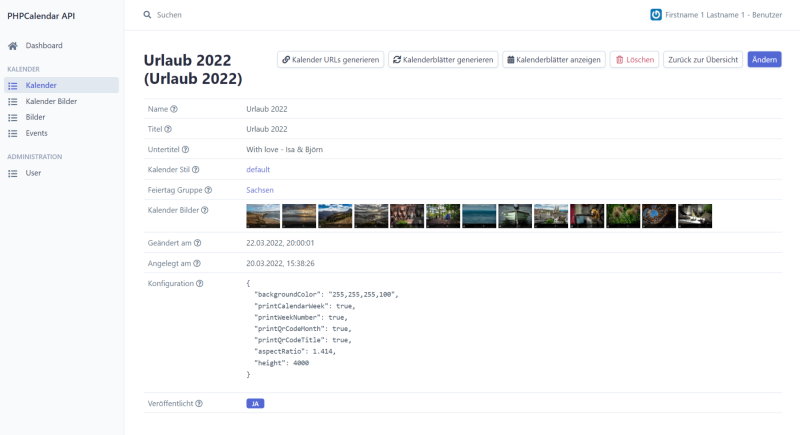 PHPCalendar API
Suchen
Firstname 1 Lastname 1 - Benutzer
Dashboard
KALENDER
Kalender
Kalender Bilder
Bilder
Events
ADMINISTRATION
User
Urlaub 2022
(Urlaub 2022)
Kalender URLs generieren
Kalenderblätter generieren
Kalenderblätter anzeigen
Löschen
Zurück zur Übersicht
Ändern
Name Urlaub 2022
Titel Urlaub 2022
Untertitel With love - Isa & Björn
Kalender Stil default
Feiertag Gruppe Sachsen
Kalender Bilder
Geändert am 22.03.2022, 20:00:01
Angelegt am 20.03.2022, 15:38:26
Konfiguration {
"backgroundColor": "255,255,255,100",
"printCalendarWeek": true,
"printWeekNumber": true,
"printQrCodeMonth": true,
"printQrCodeTitle": true,
"aspectRatio": 1.414,
"height": 4000
}
Veröffentlicht JA